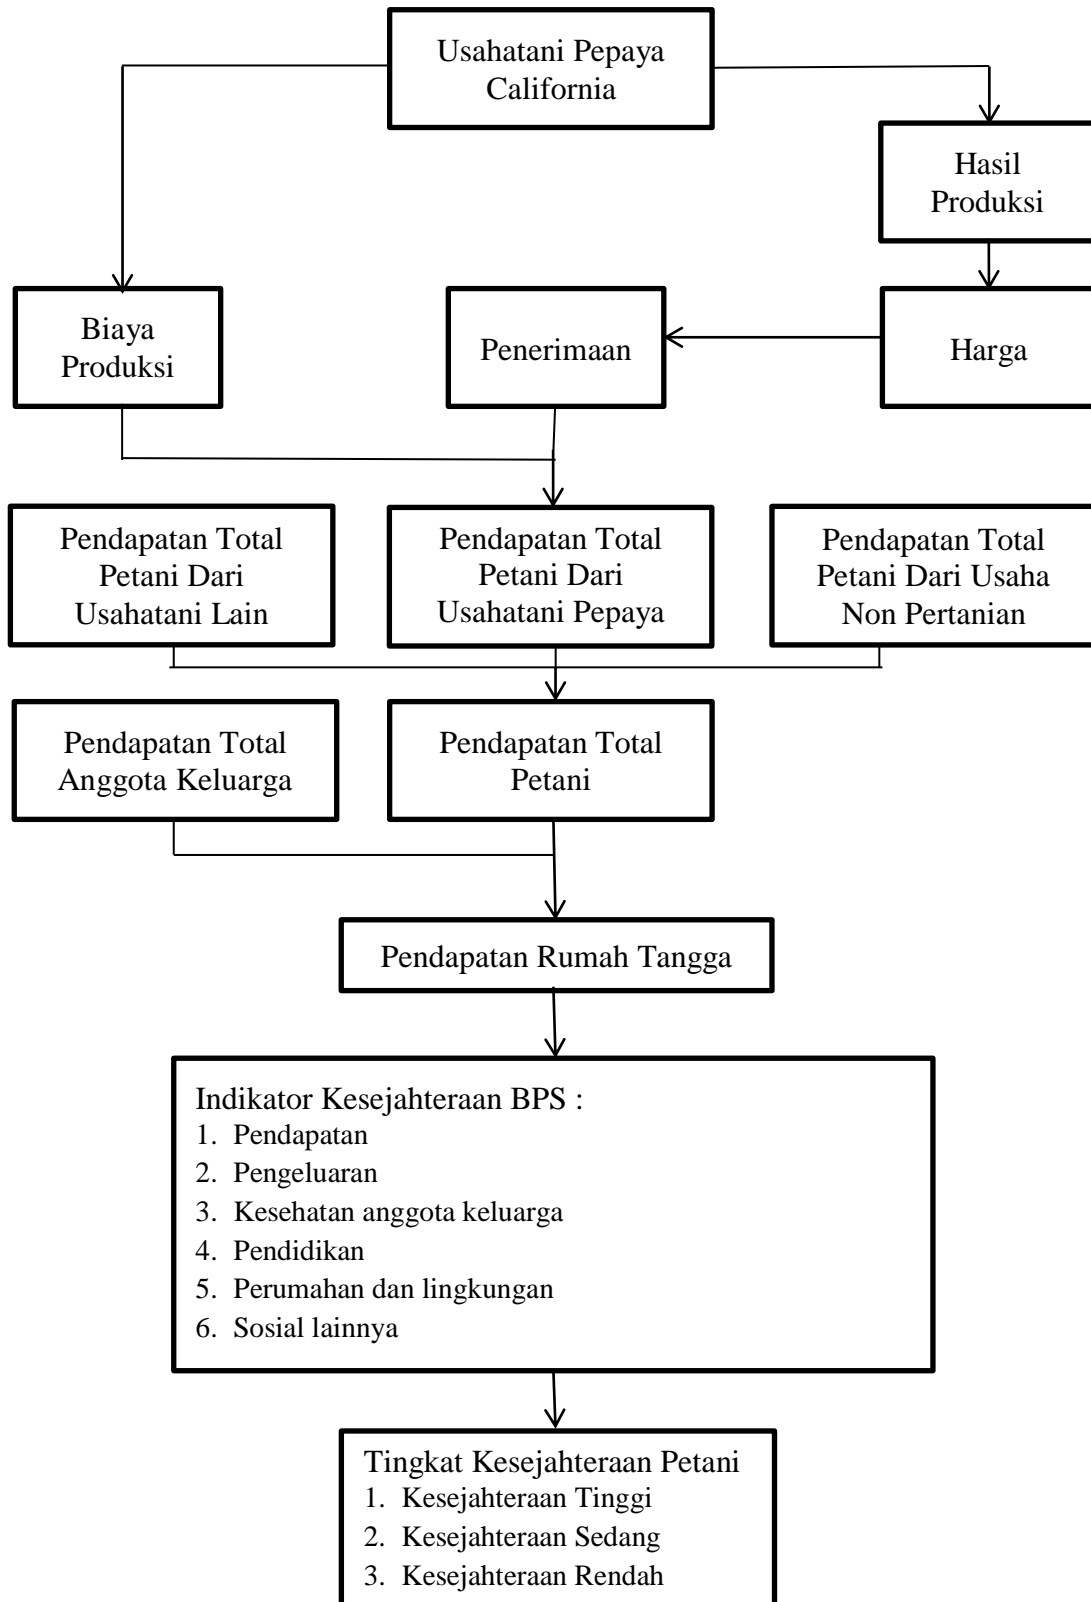 Usahatani Pepaya
California
Hasil
Produksi
Biaya
Produksi
Penerimaan
Harga
Pendapatan Total
Petani Dari
Usahatani Lain
Pendapatan Total
Petani Dari
Usahatani Pepaya
Pendapatan Total
Petani Dari Usaha
Non Pertanian
Pendapatan Total
Anggota Keluarga
Pendapatan Total
Petani
Pendapatan Rumah Tangga
Indikator Kesejahteraan BPS :
1. Pendapatan
2. Pengeluaran
3. Kesehatan anggota keluarga
4. Pendidikan
5. Perumahan dan lingkungan
6. Sosial lainnya
Tingkat Kesejahteraan Petani
1. Kesejahteraan Tinggi
2. Kesejahteraan Sedang
3. Kesejahteraan Rendah